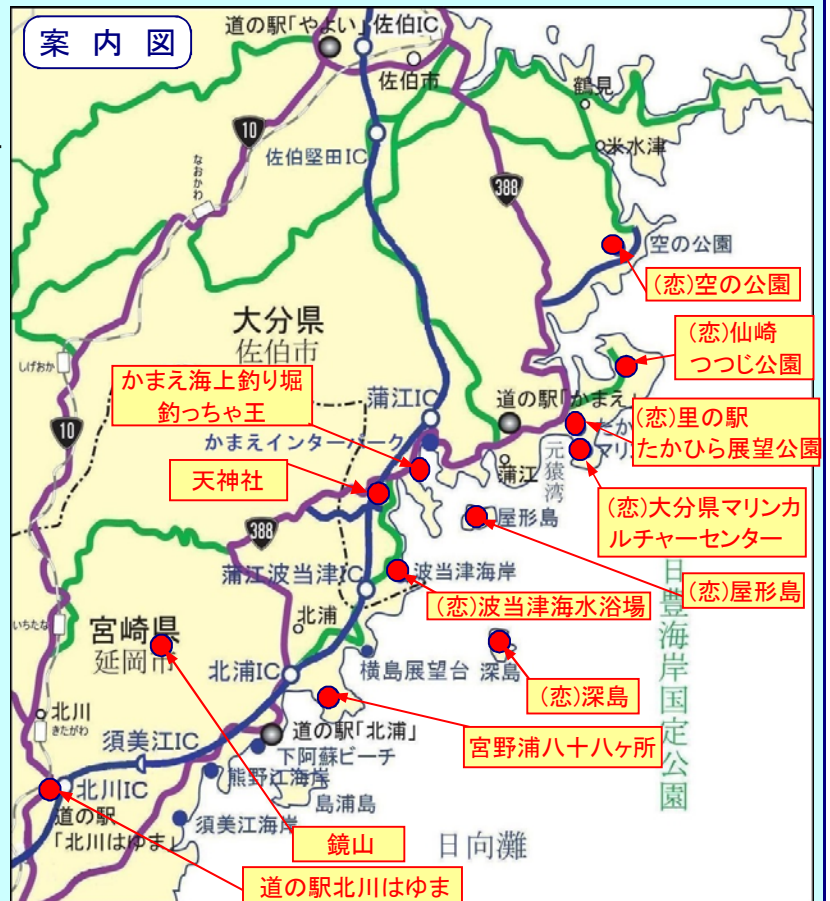 案内図
道の駅「やよい」
佐伯IC
佐伯市
鶴見
10
佐伯堅田IC
米水津
なおかわ
388
空の公園
(恋)空の公園
大分県
佐伯市
(恋)仙崎
つつじ公園
しげおか
かまえ海上釣り堀
釣っちゃ王
蒲江IC
道の駅「かまえ」
(恋)里の駅
たかひら展望公園
たか
マリ
10
かまえインターパーク
元猿湾
蒲江
天神社
(恋)大分県マリンカ
ルチャーセンター
屋形島
388
蒲江波当津IC
波当津海岸
(恋)屋形島
(恋)波当津海水浴場
日豊海岸国定公園
いちたな
宮崎県
延岡市
北浦
北浦IC
横島展望台
深島
(恋)深島
北川
きたがわ
須美江IC
道の駅「北浦」
宮野浦八十八ヶ所
下阿蘇ビーチ
熊野江海岸
北川IC
島浦島
道の駅
「北川はゆま」
須美江海岸
鏡山
日向灘
道の駅北川はゆま